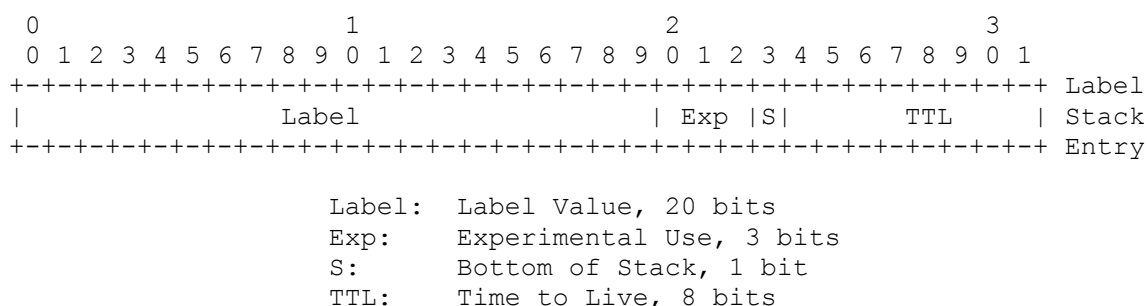 0                   1                   2                   3
0 1 2 3 4 5 6 7 8 9 0 1 2 3 4 5 6 7 8 9 0 1 2 3 4 5 6 7 8 9 0 1
+-+-+-+-+-+-+-+-+-+-+-+-+-+-+-+-+-+-+-+-+-+-+-+-+-+-+-+-+-+-+-+-+ Label
|                Label                  | Exp |S|       TTL     | Stack
+-+-+-+-+-+-+-+-+-+-+-+-+-+-+-+-+-+-+-+-+-+-+-+-+-+-+-+-+-+-+-+-+ Entry
Label:  Label Value, 20 bits
Exp:    Experimental Use, 3 bits
S:      Bottom of Stack, 1 bit
TTL:    Time to Live, 8 bits